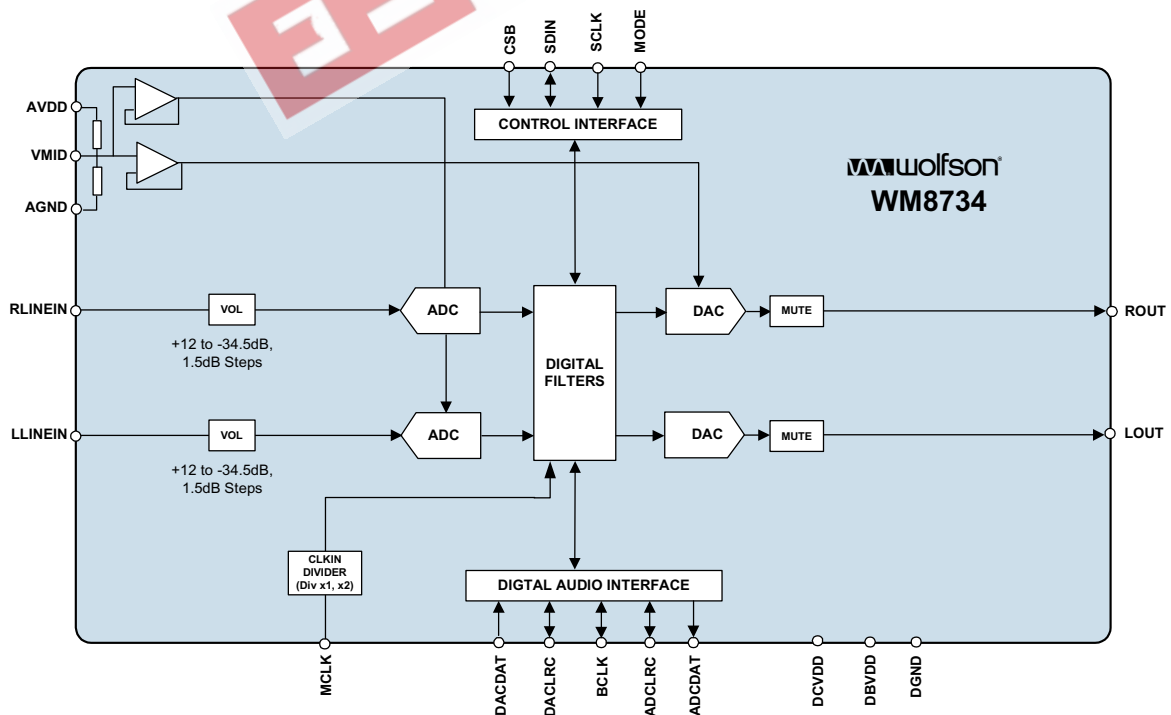 CSB
SDIN
SCLK
MODE
AVDD
VMID
AGND
CONTROL INTERFACE
wolfson®
WM8734
RLINEIN
VOL
+12 to -34.5dB,
1.5dB Steps
ADC
DIGITAL
FILTERS
DAC
MUTE
ROUT
LLINEIN
VOL
+12 to -34.5dB,
1.5dB Steps
ADC
DAC
MUTE
LOUT
CLKIN
DIVIDER
(Div x1, x2)
DIGTAL AUDIO INTERFACE
MCLK
DACDAT
DACLRC
BCLK
ADCLRC
ADCDAT
DCVDD
DBVDD
DGND